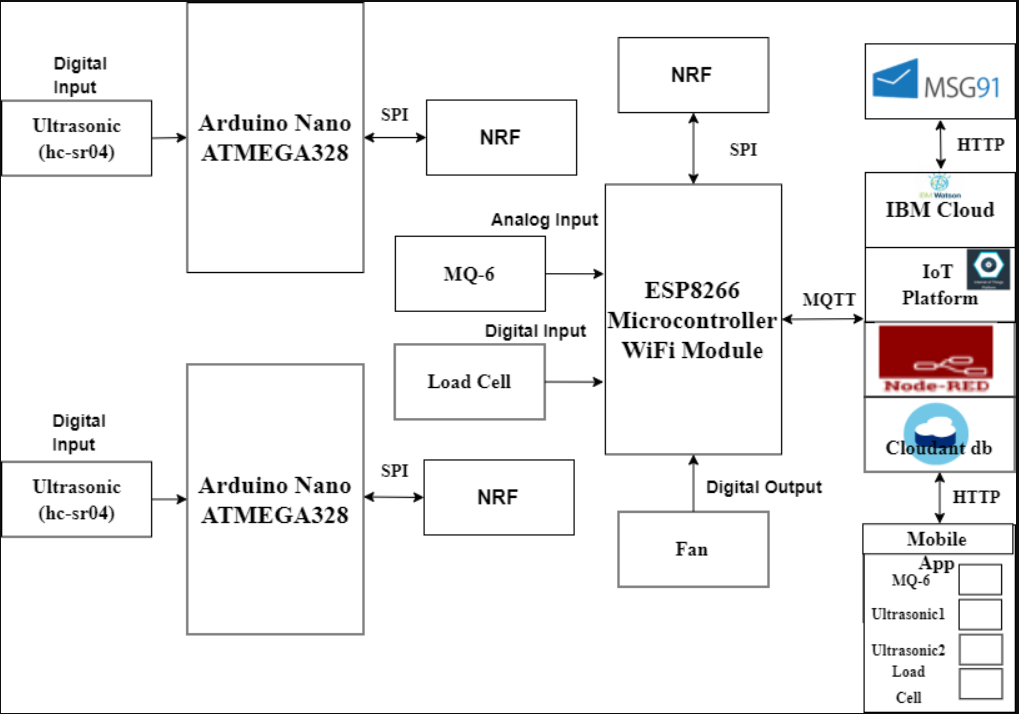 Digital
Input
Ultrasonic
(hc-sr04)
Arduino Nano
ATMEGA328
SPI
NRF
NRF
SPI
Analog Input
MQ-6
Digital Input
Load Cell
ESP8266
Microcontroller
WiFi Module
MQTT
Digital
Input
Ultrasonic
(hc-sr04)
Arduino Nano
ATMEGA328
SPI
NRF
Digital Output
Fan
MSG91
HTTP
IBM Watson
IBM Cloud
IoT
Platform
Node-RED
Cloudant db
HTTP
Mobile
App
MQ-6
Ultrasonic1
Ultrasonic2
Load
Cell